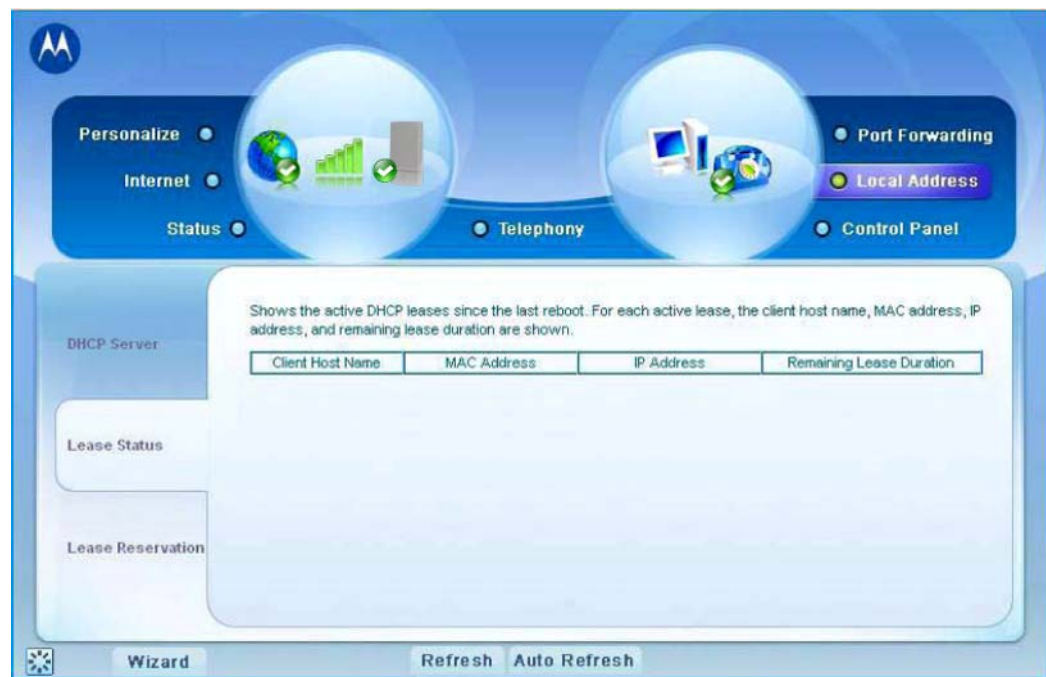 Personalize
Port Forwarding
Internet
Local Address
Status
Telephony
Control Panel
DHCP Server
Lease Status
Lease Reservation
Shows the active DHCP leases since the last reboot. For each active lease, the client host name, MAC address, IP
address, and remaining lease duration are shown.
Client Host Name MAC Address IP Address Remaining Lease Duration
Wizard Refresh Auto Refresh